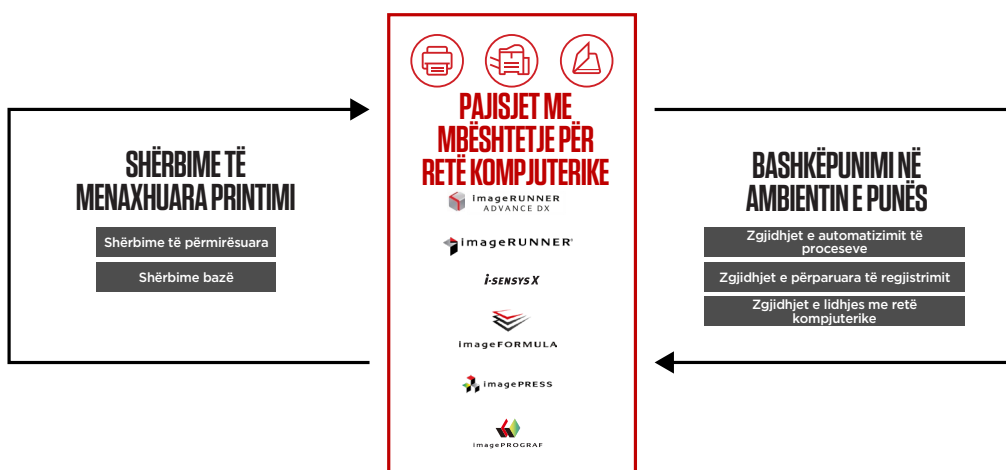 SHËRBIME TË
MENAXHUARA PRINTIMI
Shërbime të përmirësuara
Shërbime bazë
PAJISJET ME
MBËSHTETJE PËR
RETË KOMPJUTERIKE
imageRUNNER
ADVANCE DX
imageRUNNER®
i-SENSYS X
imageFORMULA
imagePRESS
imagePROGRAF
BASHKËPUNIMI NË
AMBIENTIN E PUNËS
Zgjidhjet e automatizimit të
proceseve
Zgjidhjet e përparuara të regjistrimit
Zgjidhjet e lidhjes me retë
kompjuterike